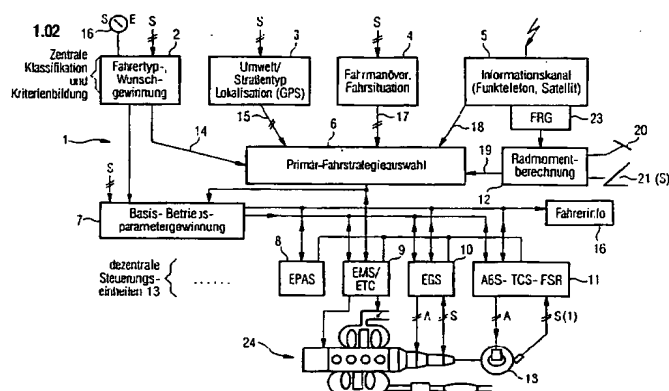 1.02
16
S
E
S
2
Fahrertyp-,
Wunsch-
gewinnung
Zentrale
Klassifikation
und
Kriterienbildung
S
3
Umwelt/
Straßentyp
Lokalisation (GPS)
S
4
Fahrmanöver,
Fahrsituation
5
Informationskanal
(Funktelefon, Satellit)
FRG
23
1
14
15
6
17
18
Primär-Fahrstrategieauswahl
19
12
Radmoment-
berechnung
20
21 (S)
S
7
Basis-Betriebs-
parametergewinnung
Fahrerinfo
16
dezentrale
Steuerungs-
einheiten 13
......
8
EPAS
9
EMS/
ETC
10
EGS
ABS-TCS-FSR
11
A
S
A
S(1)
24
13